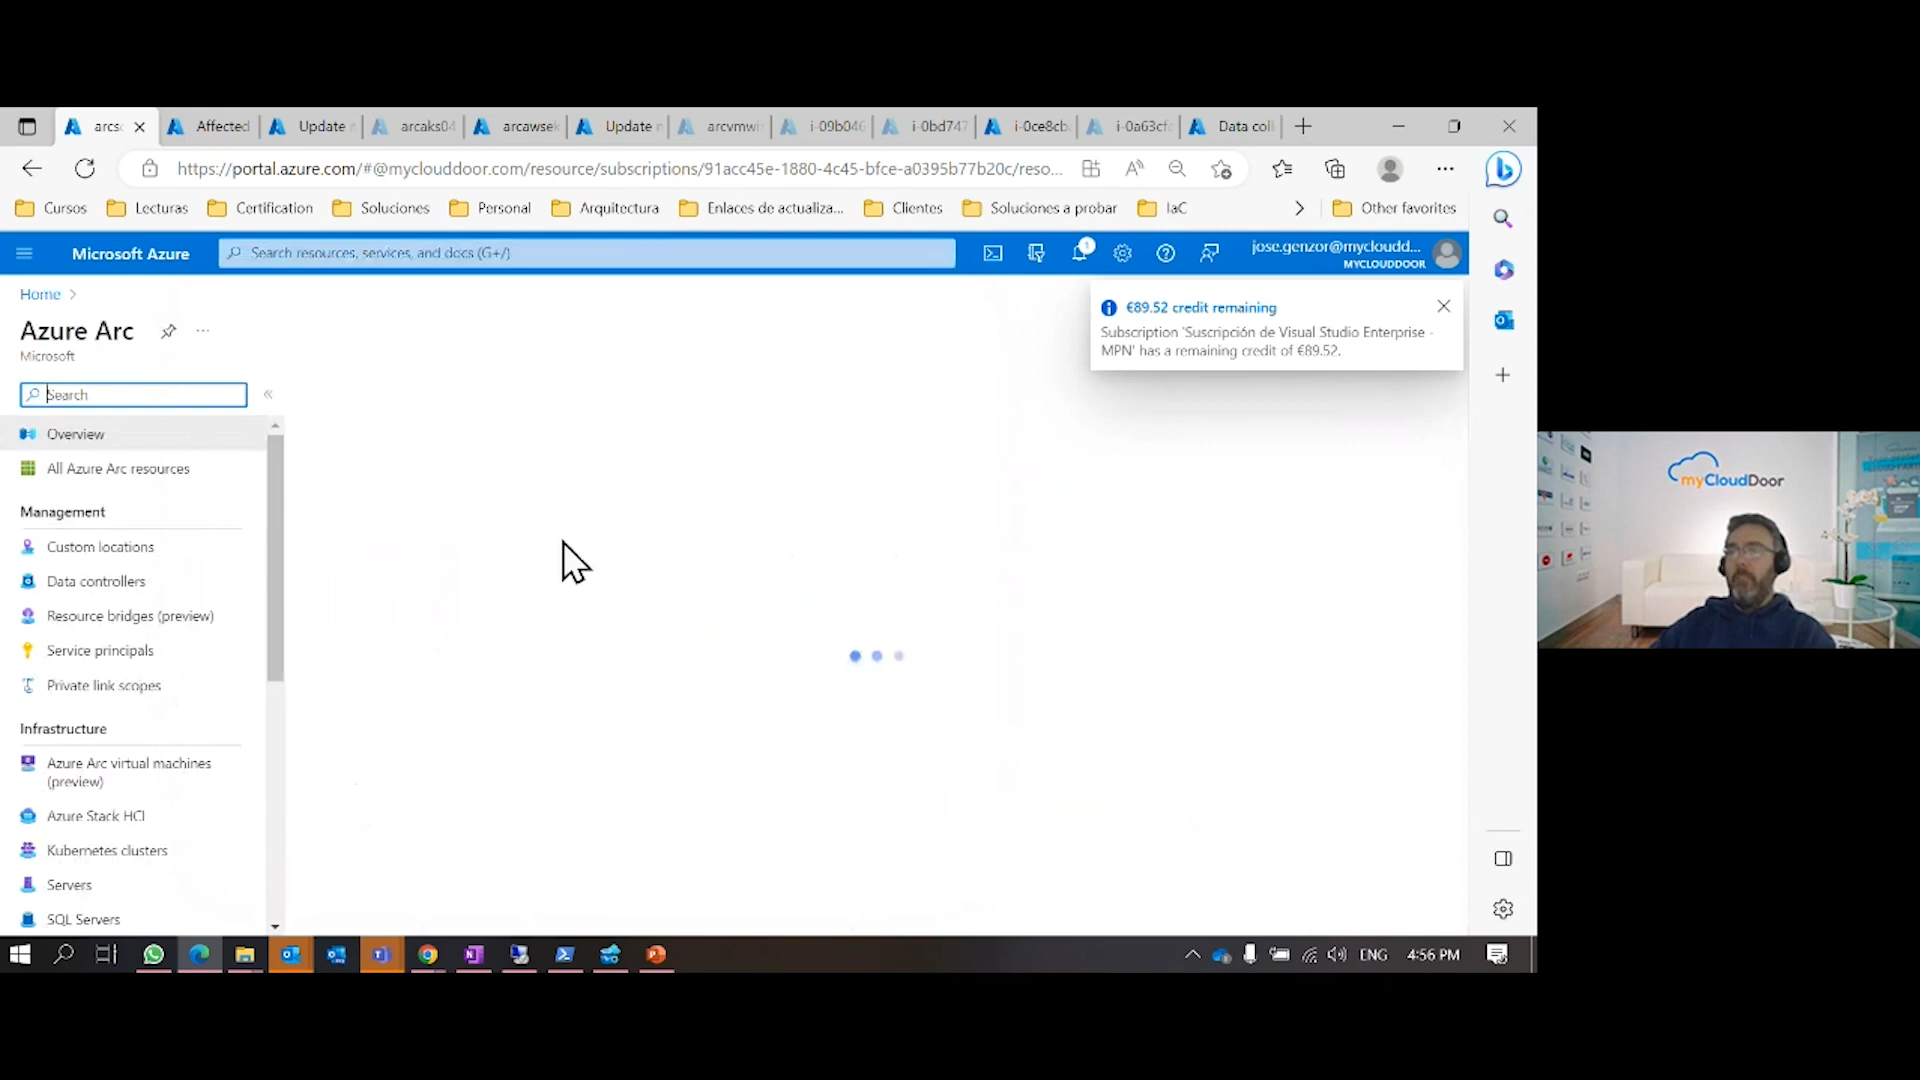 arcs
Affected
Update
arcaks04
arcawsek
Update
arcvmwi
i-09b046
i-0bd747
i-0ce8cb
i-0a63cf
Data coll
https://portal.azure.com/#@myclouddoor.com/resource/subscriptions/91acc45e-1880-4c45-bfce-a0395b77b20c/reso...
Cursos
Lecturas
Certification
Soluciones
Personal
Arquitectura
Enlaces de actualiza...
Clientes
Soluciones a probar
IaC
Other favorites
Microsoft Azure
Search resources, services, and docs (G+/)
1
jose.genzor@mycloudd...
MYCLOUDDOOR
Home
€89.52 credit remaining
Subscription 'Suscripción de Visual Studio Enterprise -
MPN' has a remaining credit of €89.52.
Azure Arc
Microsoft
Search
Overview
All Azure Arc resources
Management
Custom locations
Data controllers
Resource bridges (preview)
Service principals
Private link scopes
Infrastructure
Azure Arc virtual machines
(preview)
Azure Stack HCI
Kubernetes clusters
Servers
SQL Servers
myCloudDoor
ENG
4:56 PM